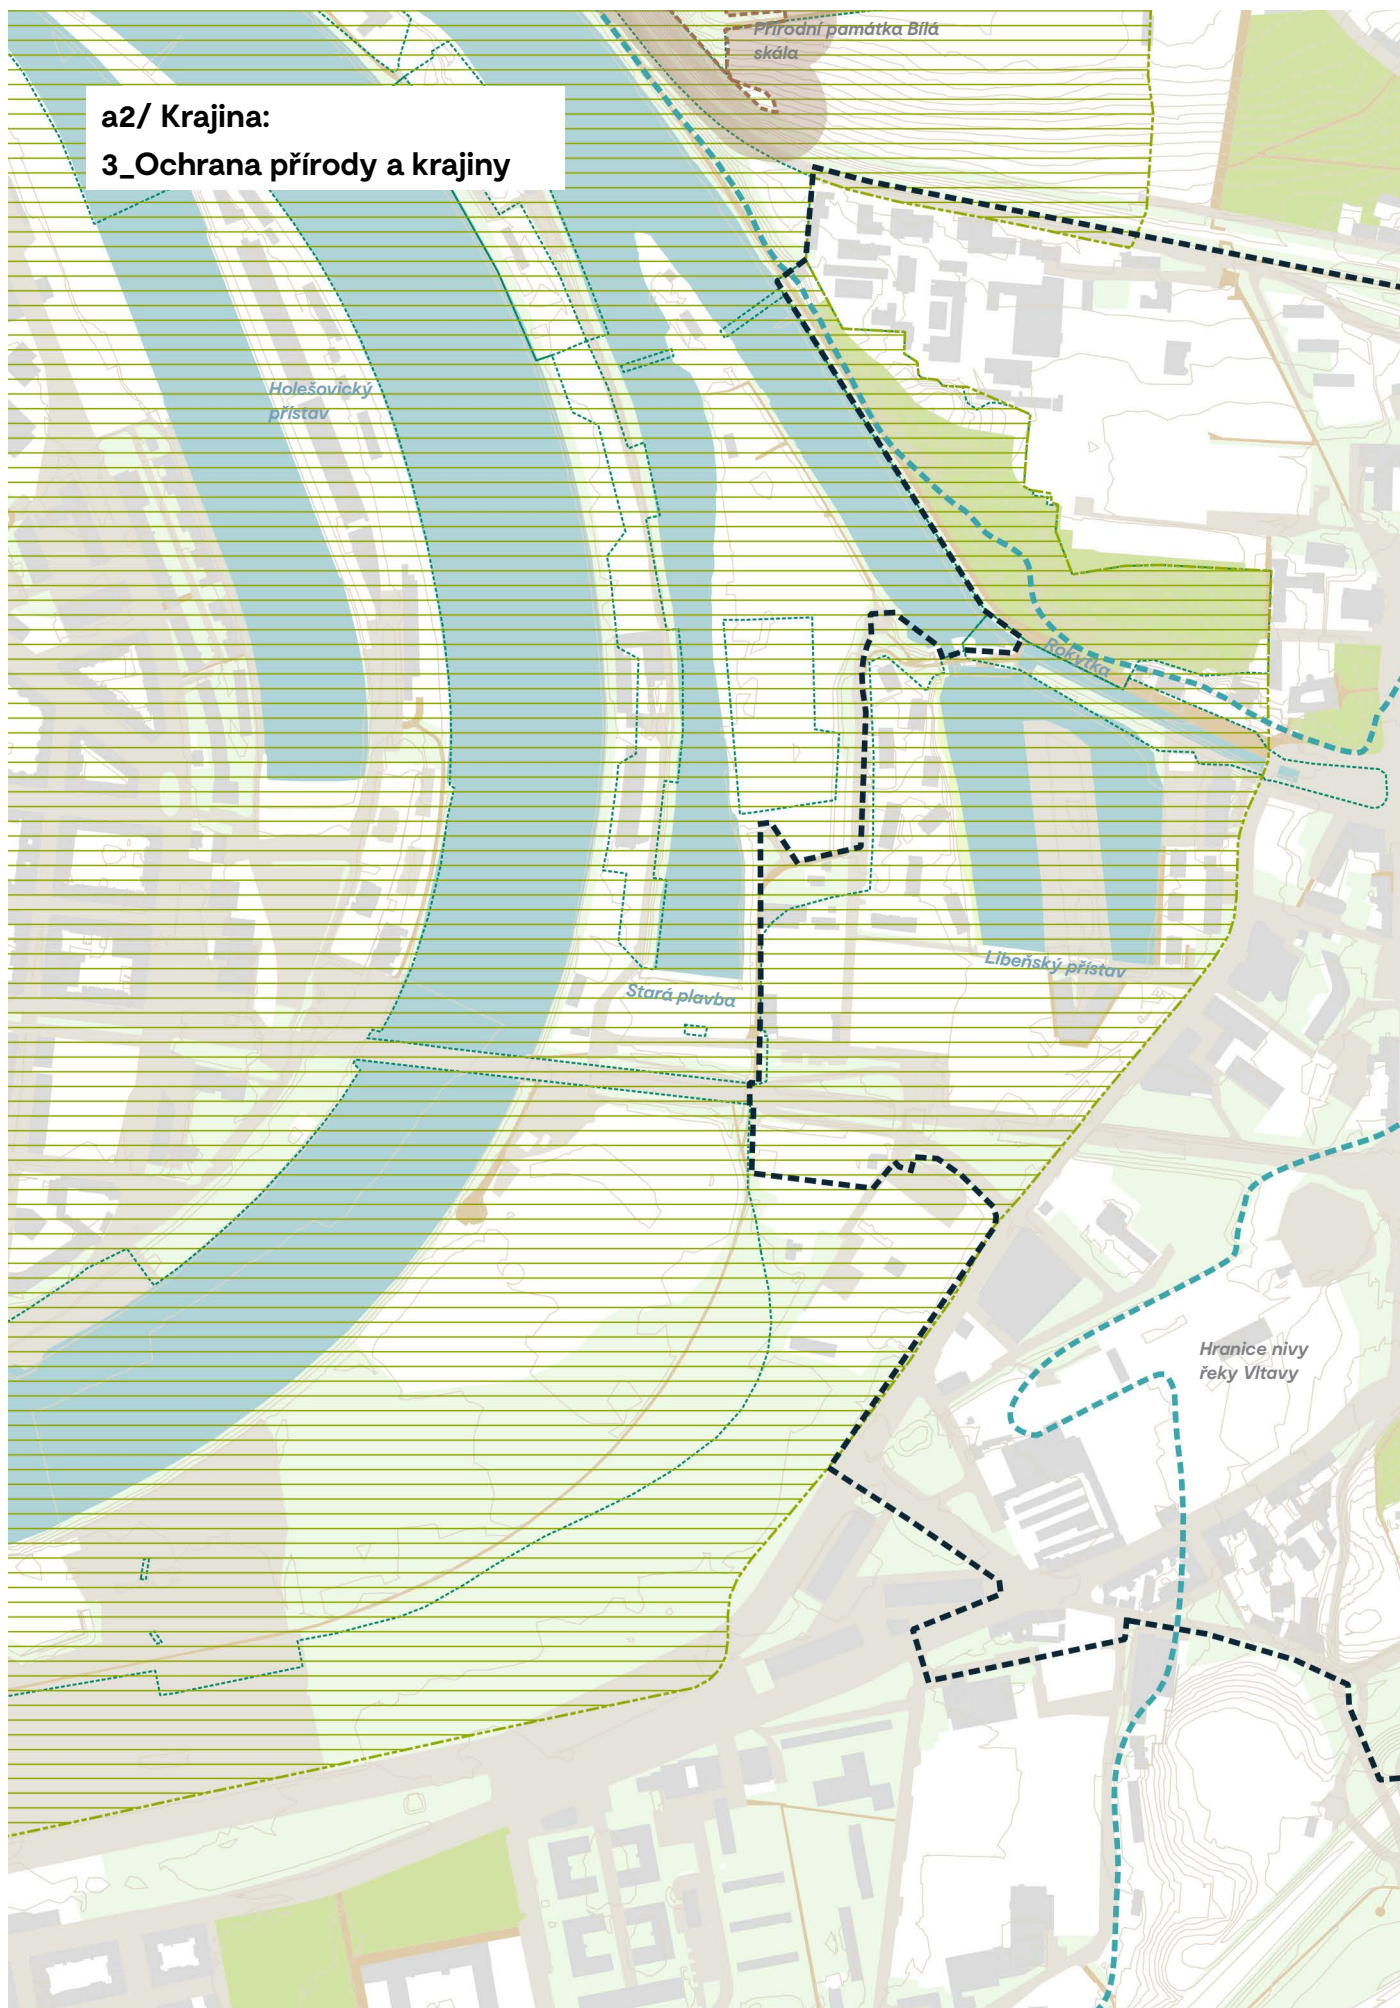 Přírodní památka Bílá
skála
a2/ Krajina:
3_Ochrana přírody a krajiny
Holešovický
přístav
Rokytka
Libeňský přístav
Stará plavba
Hranice nivy
řeky Vltavy